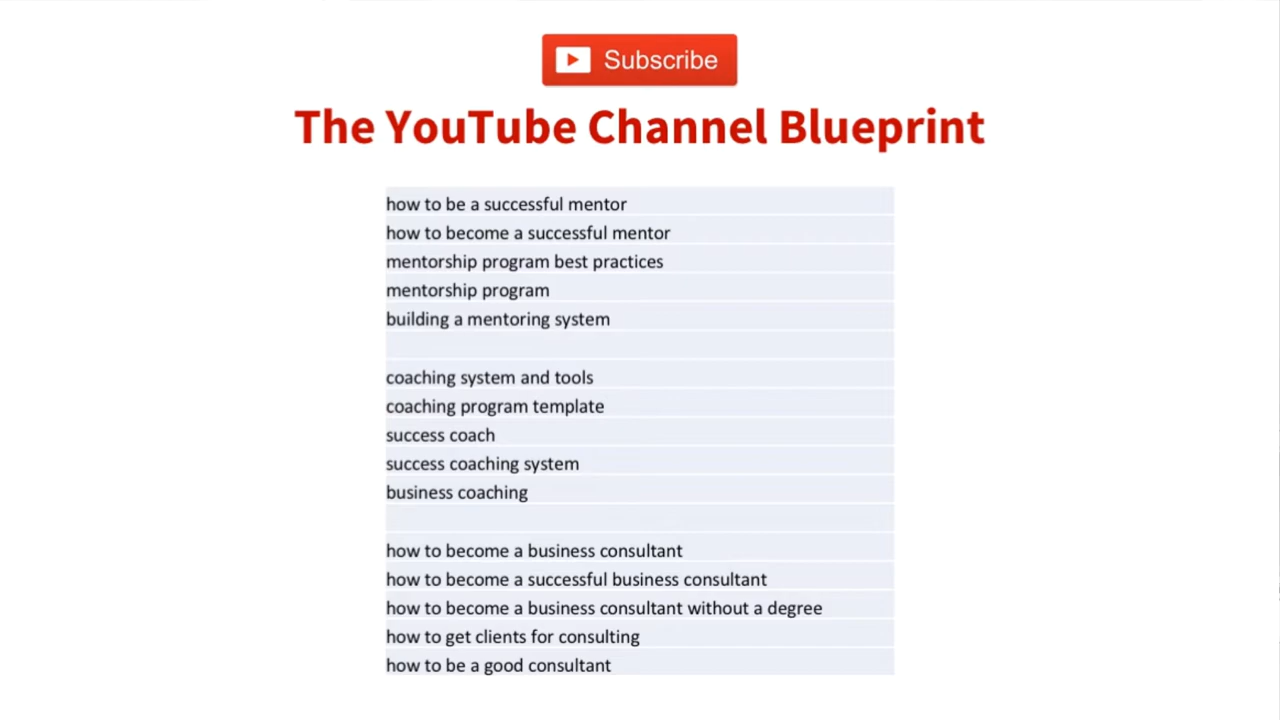 Subscribe
The YouTube Channel Blueprint
how to be a successful mentor
how to become a successful mentor
mentorship program best practices
mentorship program
building a mentoring system
coaching system and tools
coaching program template
success coach
success coaching system
business coaching
how to become a business consultant
how to become a successful business consultant
how to become a business consultant without a degree
how to get clients for consulting
how to be a good consultant